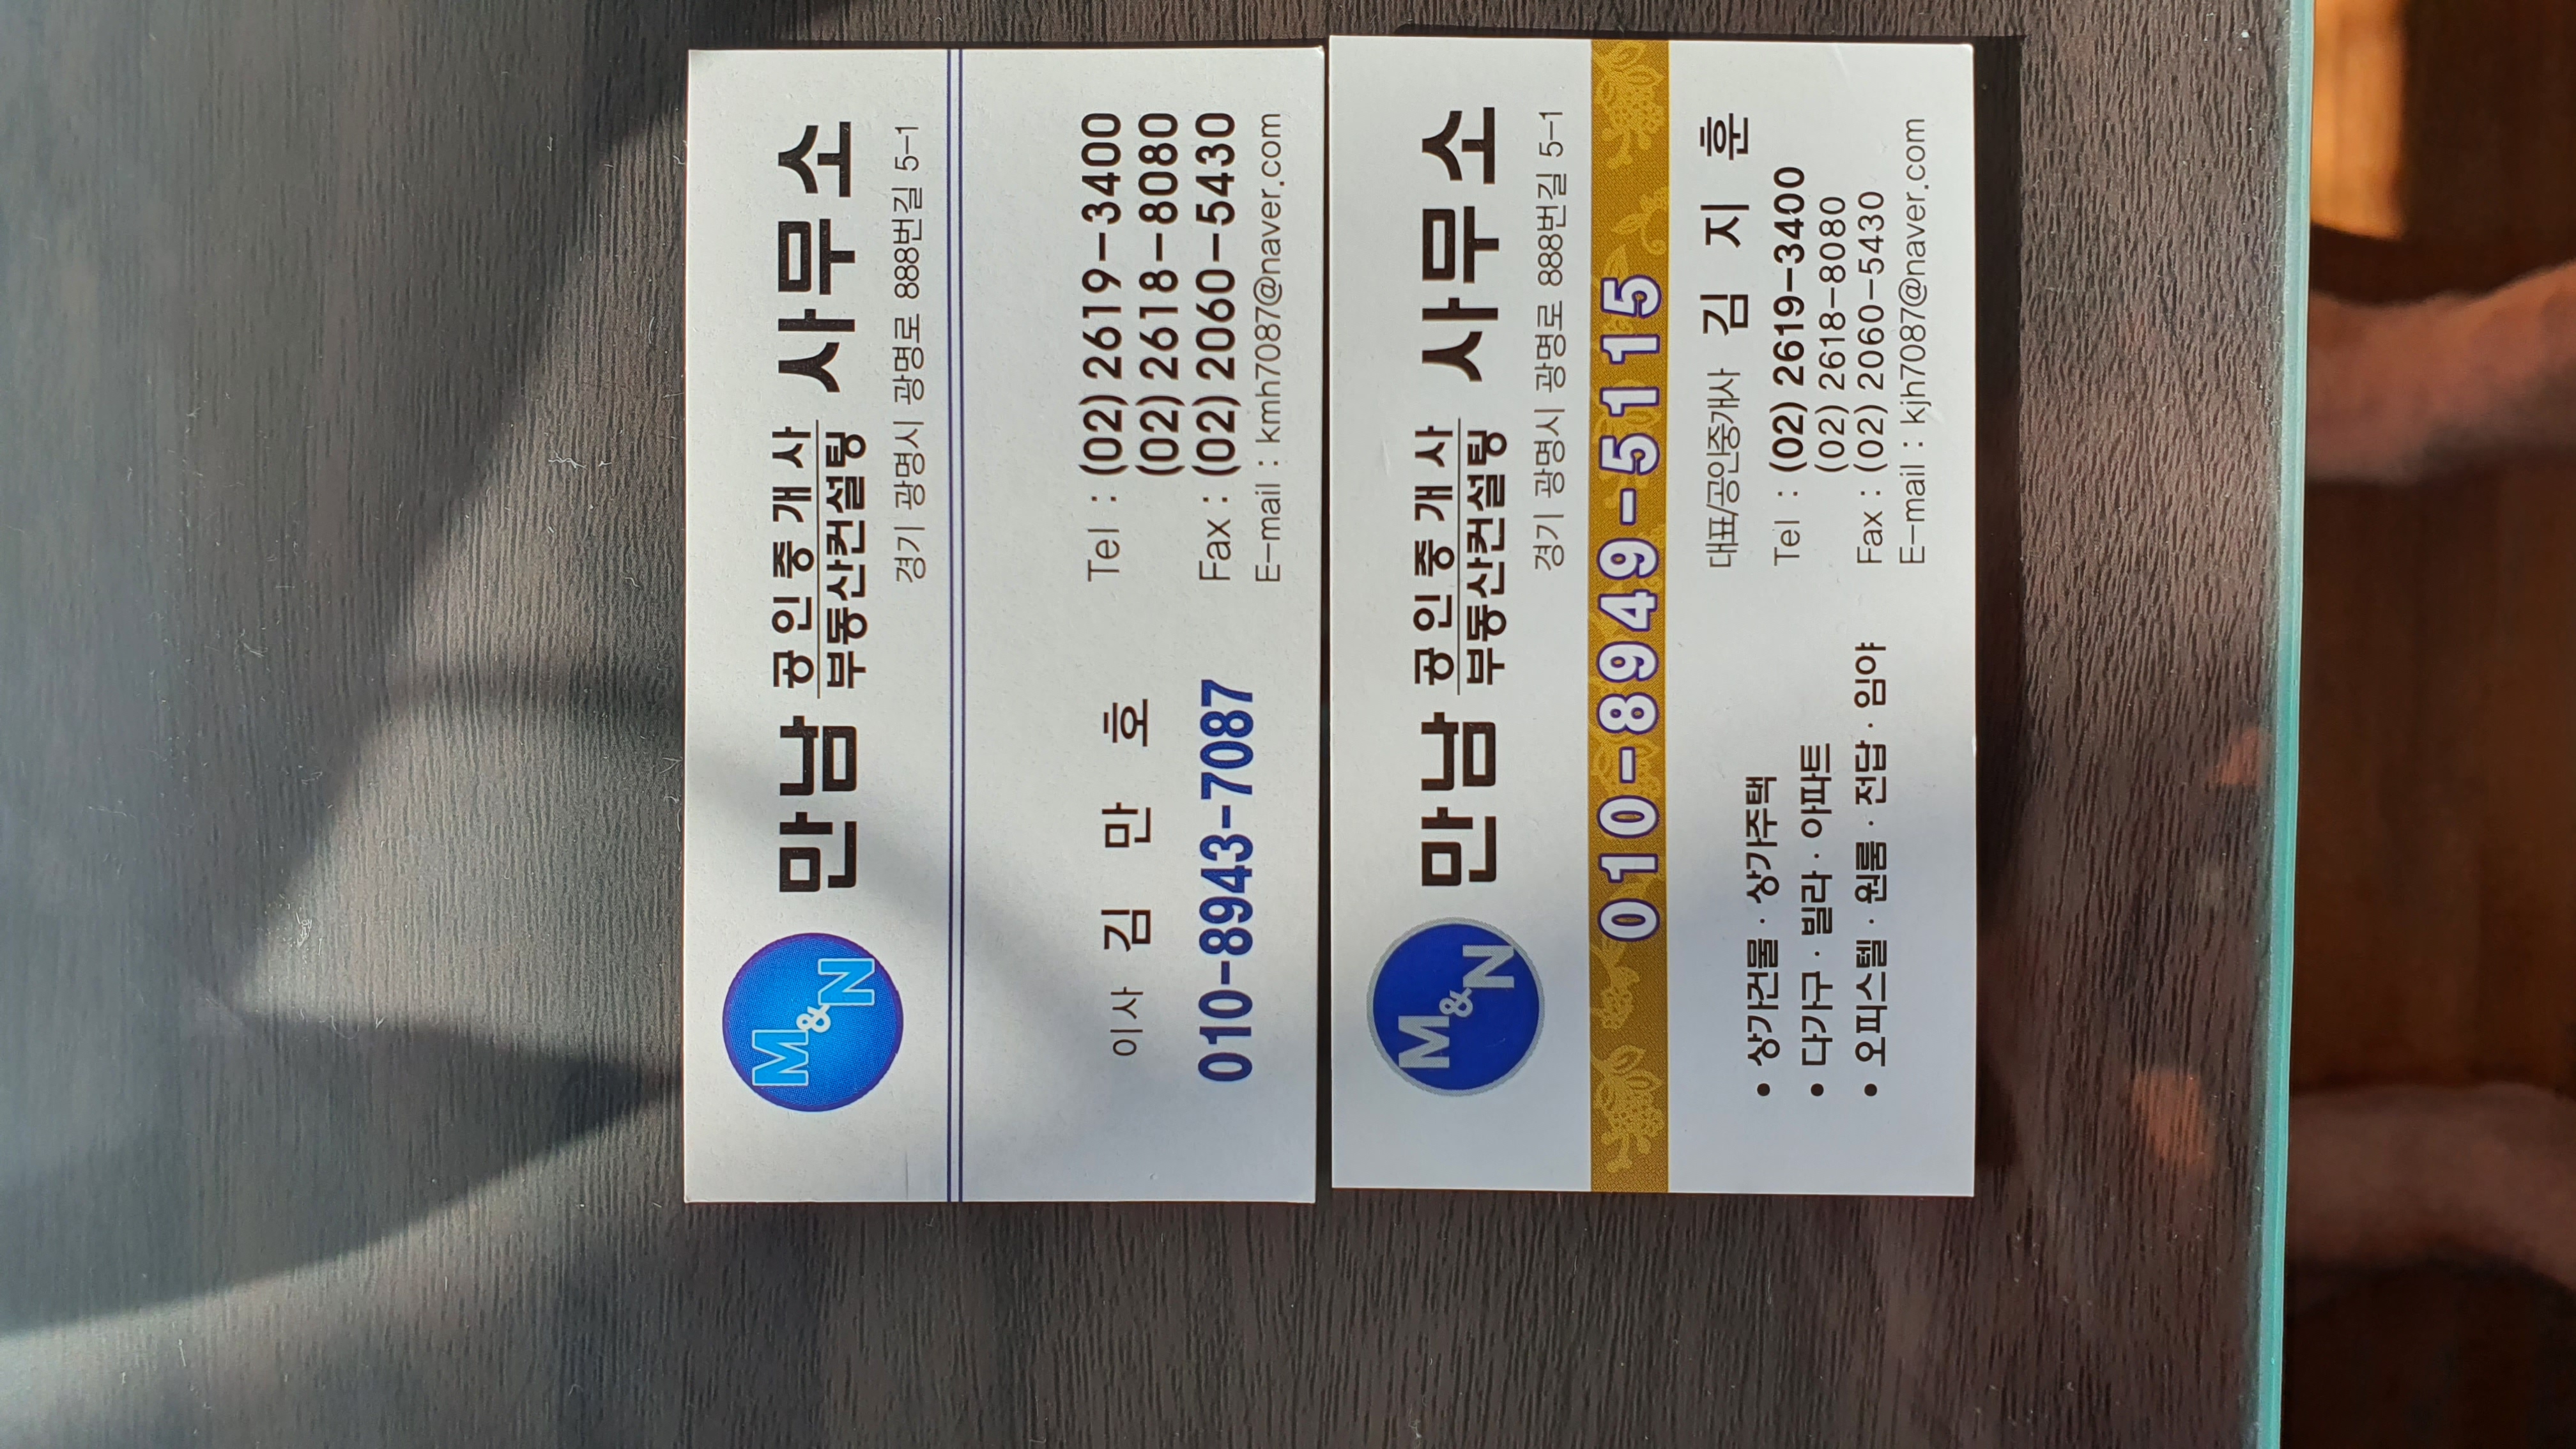 M&N
만남 공인중개사 사무소
부동산컨설팅
경기 광명시 광명로 888번길 5-1
이사 김 만 호
010-8943-7087
Tel : (02) 2619-3400
(02) 2618-8080
Fax : (02) 2060-5430
E-mail : kmh7087@naver.com
M&N
만남 공인중개사 사무소
부동산컨설팅
경기 광명시 광명로 888번길 5-1
010-8949-5115
• 상가건물 · 상가주택
• 다가구 · 빌라 · 아파트
• 오피스텔 · 원룸 · 전답 · 임야
대표/공인중개사 김 지 훈
Tel : (02) 2619-3400
(02) 2618-8080
Fax : (02) 2060-5430
E-mail : kjh7087@naver.com